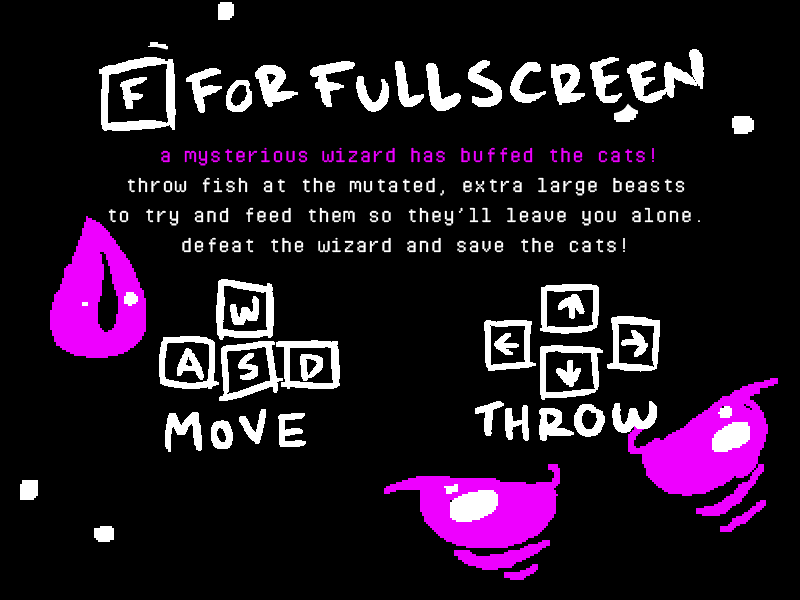 F FOR FULLSCREEN
a mysterious wizard has buffed the cats!
throw fish at the mutated, extra large beasts
to try and feed them so they'll leave you alone.
defeat the wizard and save the cats!
W
A S D
MOVE
↑
← ↓ →
THROW